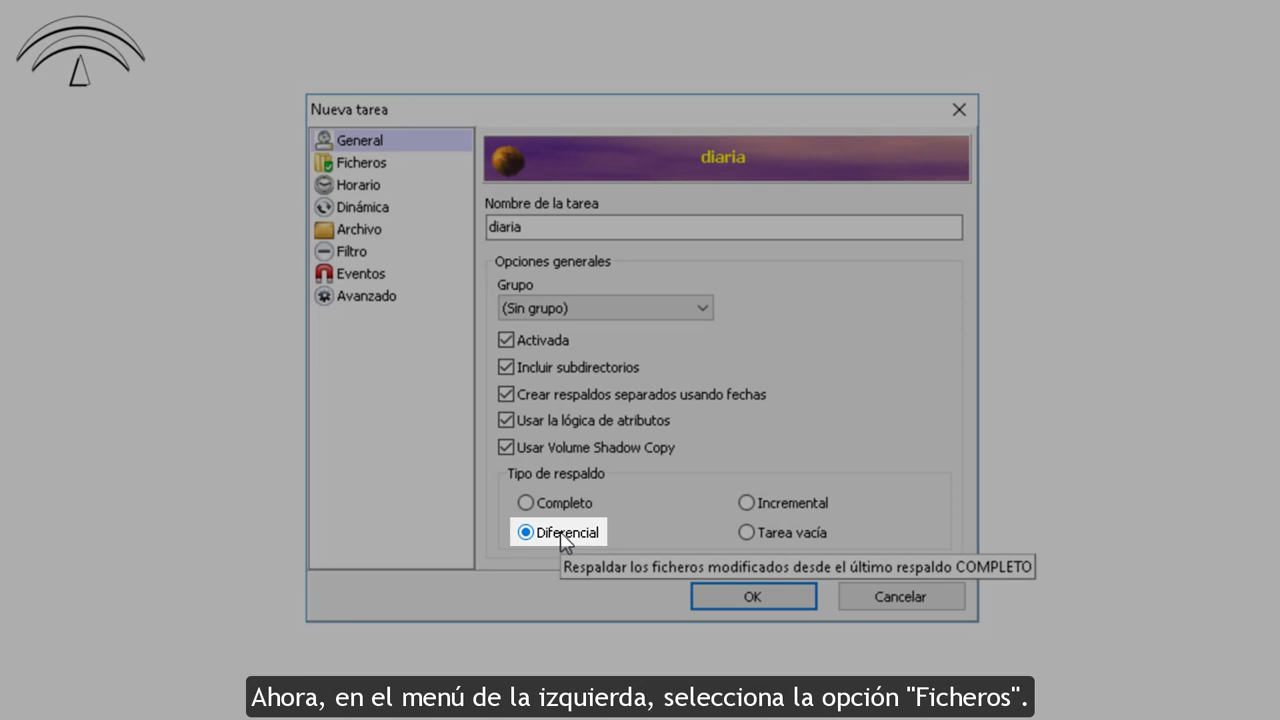 Nueva tarea
General
Ficheros
Horario
Dinámica
Archivo
Filtro
Eventos
Avanzado
diaria
Nombre de la tarea
diaria
Opciones generales
Grupo
(Sin grupo)
Activada
Incluir subdirectorios
Crear respaldos separados usando fechas
Usar la lógica de atributos
Usar Volume Shadow Copy
Tipo de respaldo
Completo
Incremental
Diferencial
Tarea vacía
Respaldar los ficheros modificados desde el último respaldo COMPLETO
OK
Cancelar
Ahora, en el menú de la izquierda, selecciona la opción "Ficheros".